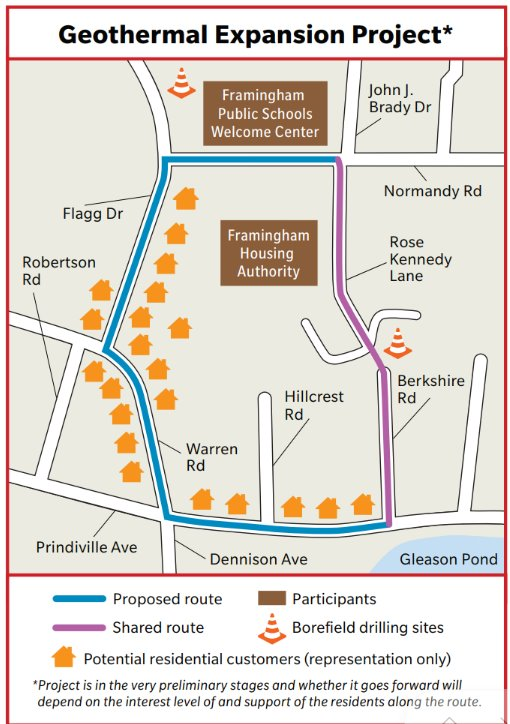 Geothermal Expansion Project*
Framingham
Public Schools
Welcome Center
John J.
Brady Dr
Normandy Rd
Flagg Dr
Framingham
Housing
Authority
Rose
Kennedy
Lane
Robertson
Rd
Hillcrest
Rd
Berkshire
Rd
Warren
Rd
Prindiville Ave
Dennison Ave
Gleason Pond
Proposed route
Participants
Shared route
Borefield drilling sites
Potential residential customers (representation only)
*Project is in the very preliminary stages and whether it goes forward will
depend on the interest level of and support of the residents along the route.